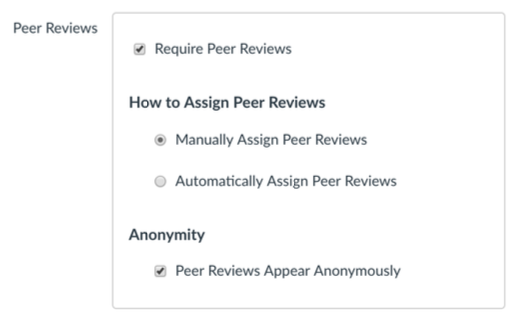 Peer Reviews
Require Peer Reviews
How to Assign Peer Reviews
Manually Assign Peer Reviews
Automatically Assign Peer Reviews
Anonymity
Peer Reviews Appear Anonymously